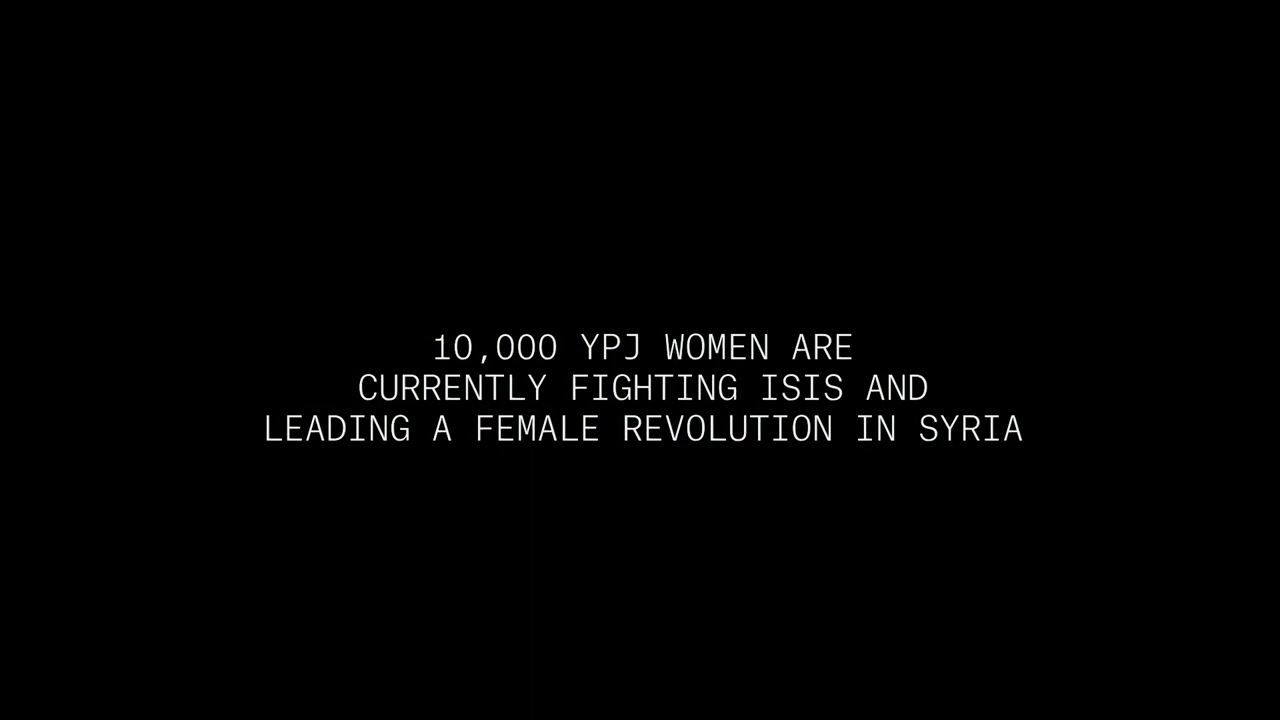 10,000 YPJ WOMEN ARE
CURRENTLY FIGHTING ISIS AND
LEADING A FEMALE REVOLUTION IN SYRIA